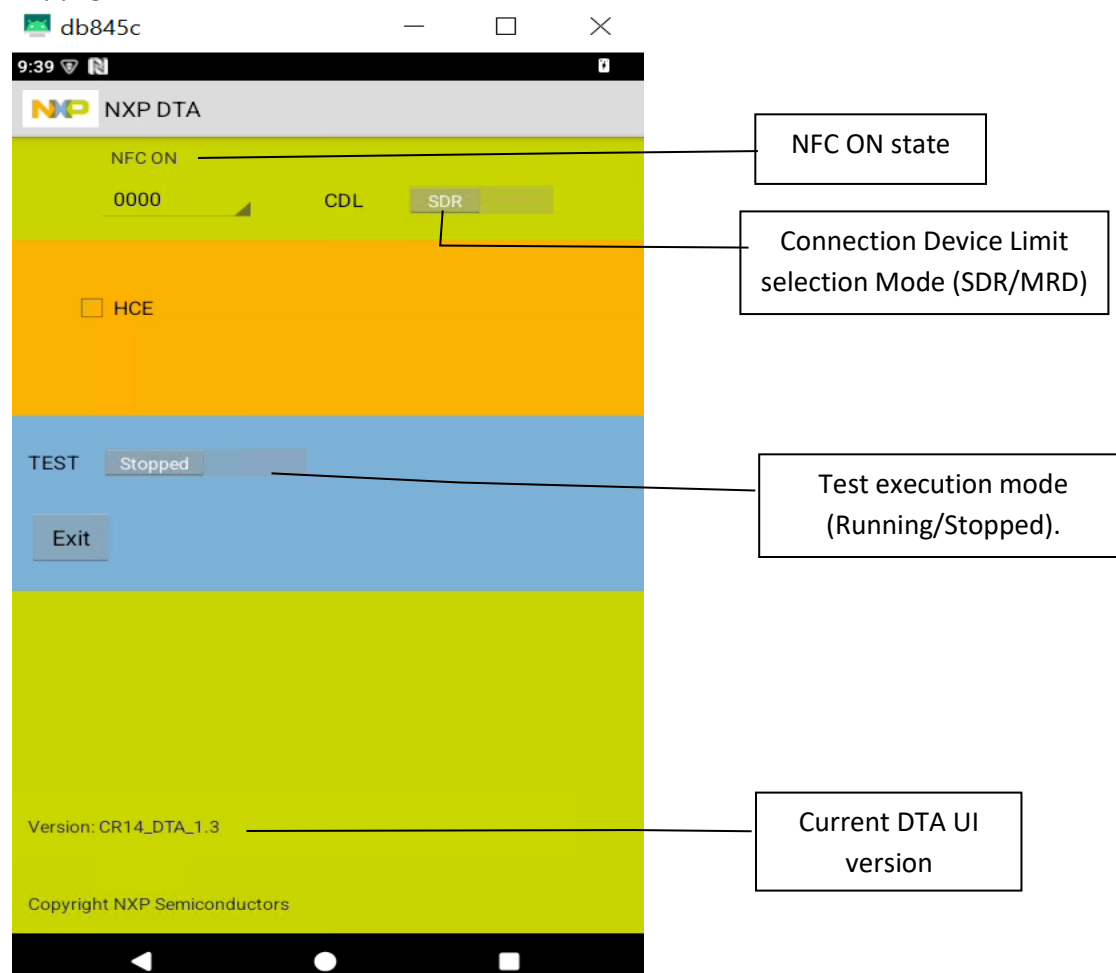 db845c
9:39
NXP NXP DTA
NFC ON
0000 CDL SDR
HCE
TEST Stopped
Exit
Version: CR14_DTA_1.3
Copyright NXP Semiconductors
NFC ON state
Connection Device Limit
selection Mode (SDR/MRD)
Test execution mode
(Running/Stopped).
Current DTA UI
version